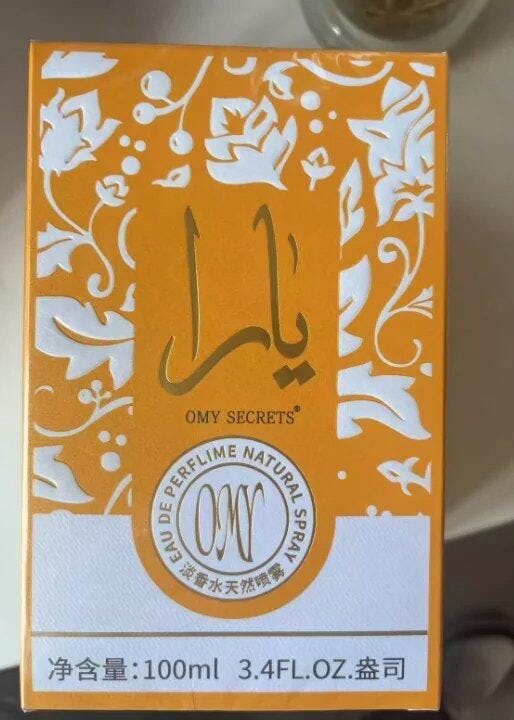 يارا
OMY SECRETS®
EAU DE PERFLIME NATURAL SPRAY
OMY
淡香水天然喷雾
净含量:100ml 3.4FL.OZ.盎司